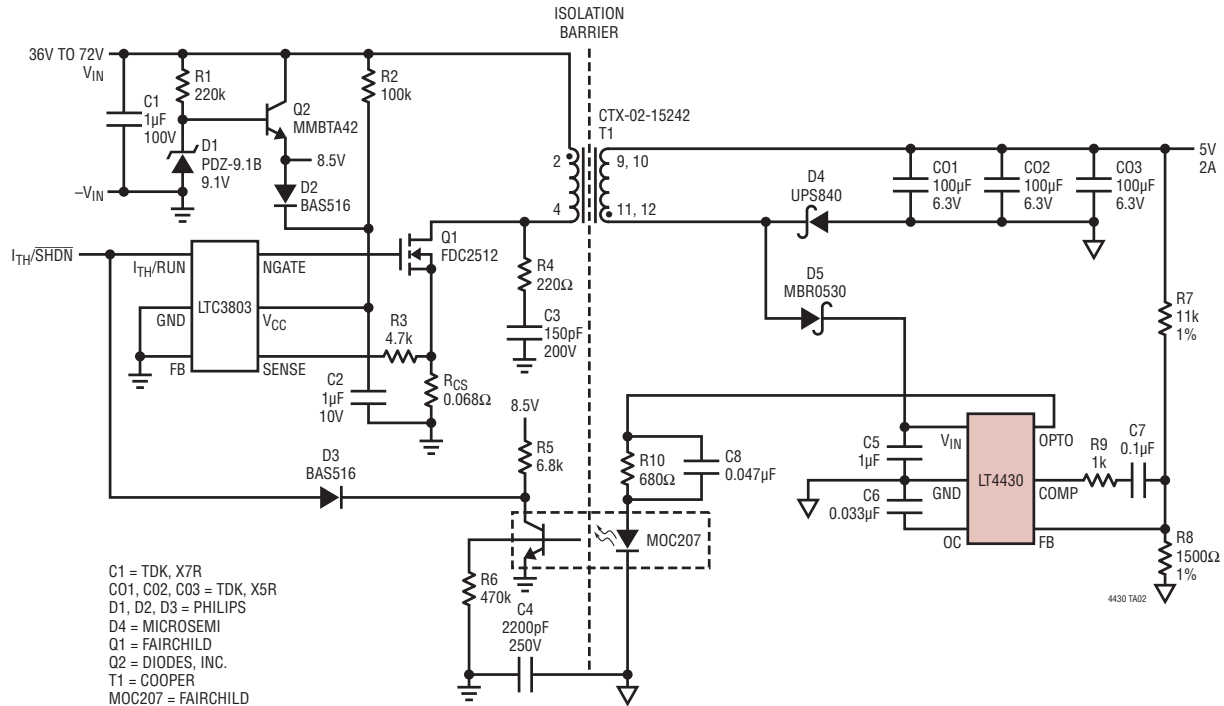 ISOLATION
BARRIER
36V TO 72V
VIN
C1
1µF
100V
–VIN
R1
220k
D1
PDZ-9.1B
9.1V
Q2
MMBTA42
8.5V
D2
BAS516
R2
100k
CTX-02-15242
T1
2
4
9, 10
11, 12
D4
UPS840
CO1
100µF
6.3V
CO2
100µF
6.3V
CO3
100µF
6.3V
5V
2A
ITH/SHDN
ITH/RUN
NGATE
LTC3803
GND
VCC
FB
SENSE
Q1
FDC2512
R4
220Ω
C3
150pF
200V
R3
4.7k
RCS
0.068Ω
C2
1µF
10V
D5
MBR0530
R7
11k
1%
8.5V
R5
6.8k
D3
BAS516
R10
680Ω
C8
0.047µF
C5
1µF
C6
0.033µF
VIN
OPTO
LT4430
GND
COMP
OC
FB
R9
1k
C7
0.1µF
R8
1500Ω
1%
MOC207
R6
470k
C4
2200pF
250V
4430 TA02
C1 = TDK, X7R
CO1, C02, C03 = TDK, X5R
D1, D2, D3 = PHILIPS
D4 = MICROSEMI
Q1 = FAIRCHILD
Q2 = DIODES, INC.
T1 = COOPER
MOC207 = FAIRCHILD